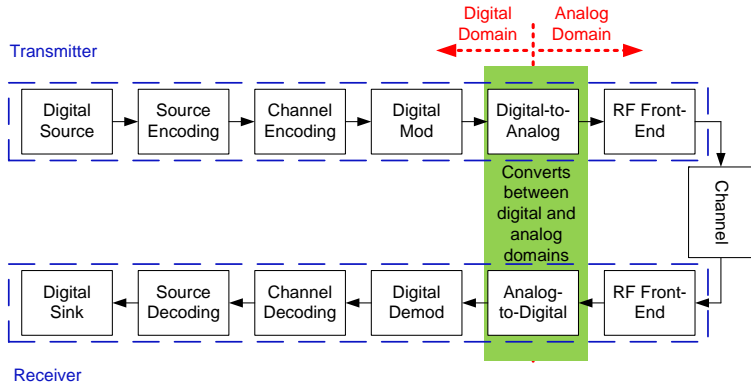 Digital
Domain
Analog
Domain
Transmitter
Digital
Source
Source
Encoding
Channel
Encoding
Digital
Mod
Digital-to-
Analog
RF Front-
End
Converts
between
digital and
analog
domains
Channel
Digital
Sink
Source
Decoding
Channel
Decoding
Digital
Demod
Analog-
to-Digital
RF Front-
End
Receiver